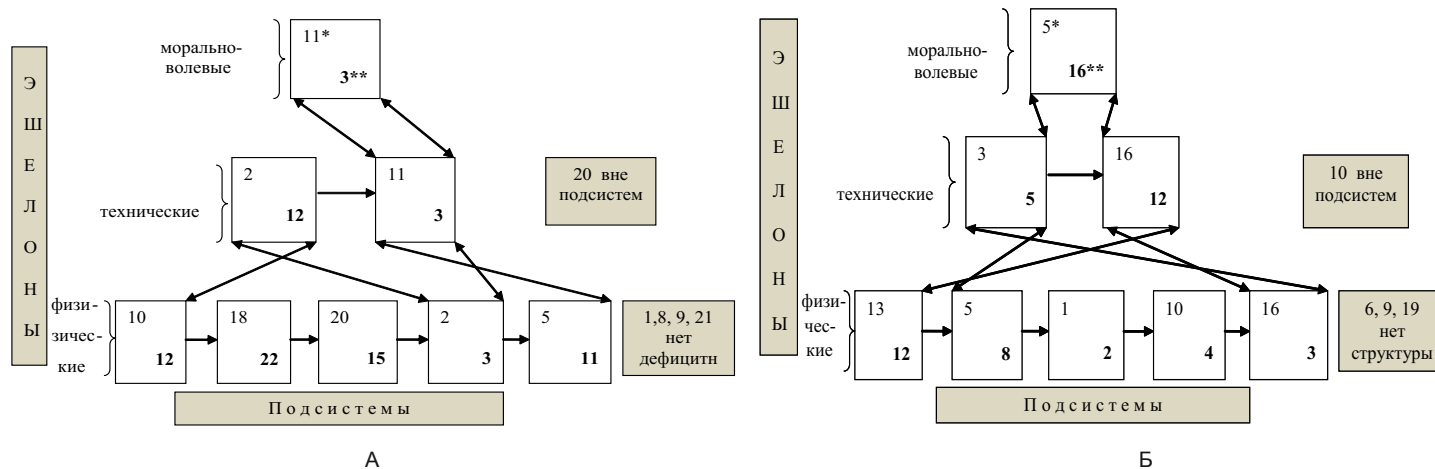 Э
Ш
Е
Л
О
Н
Ы
морально-
волевые
11*
3**
технические
2
12
11
3
20 вне
подсистем
физи-
зичес-
кие
10
12
18
22
20
15
2
3
5
11
1,8, 9, 21
нет
дефицитн
Подсистемы
А
Э
Ш
Е
Л
О
Н
Ы
морально-
волевые
5*
16**
технические
3
5
16
12
10 вне
подсистем
физи-
чес-
кие
13
12
5
8
1
2
10
4
16
3
6, 9, 19
нет
структуры
Подсистемы
Б